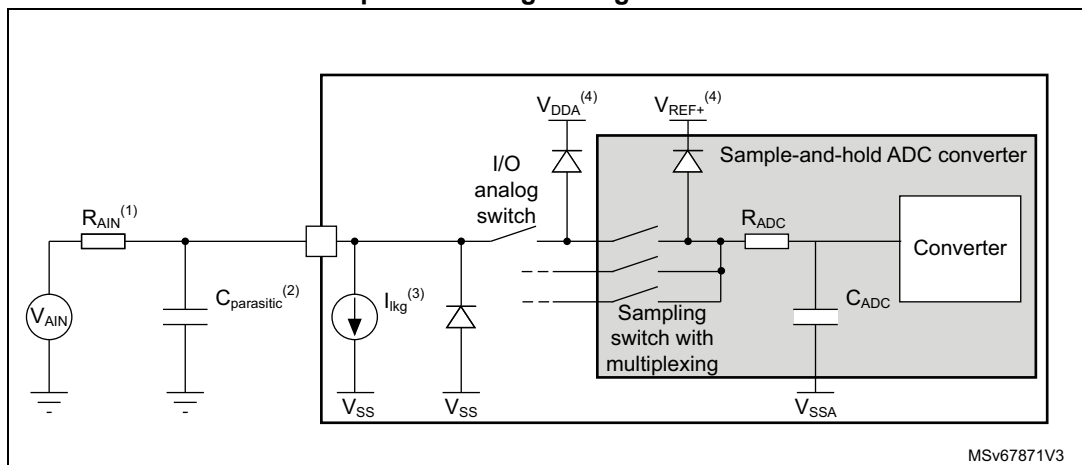 V_DDA^(4)
V_REF+^(4)
Sample-and-hold ADC converter
I/O
analog
switch
R_AIN^(1)
R_ADC
Converter
V_AIN
C_parasitic^(2)
I_lkg^(3)
Sampling
switch with
multiplexing
C_ADC
V_SS
V_SS
V_SSA
MSv67871V3